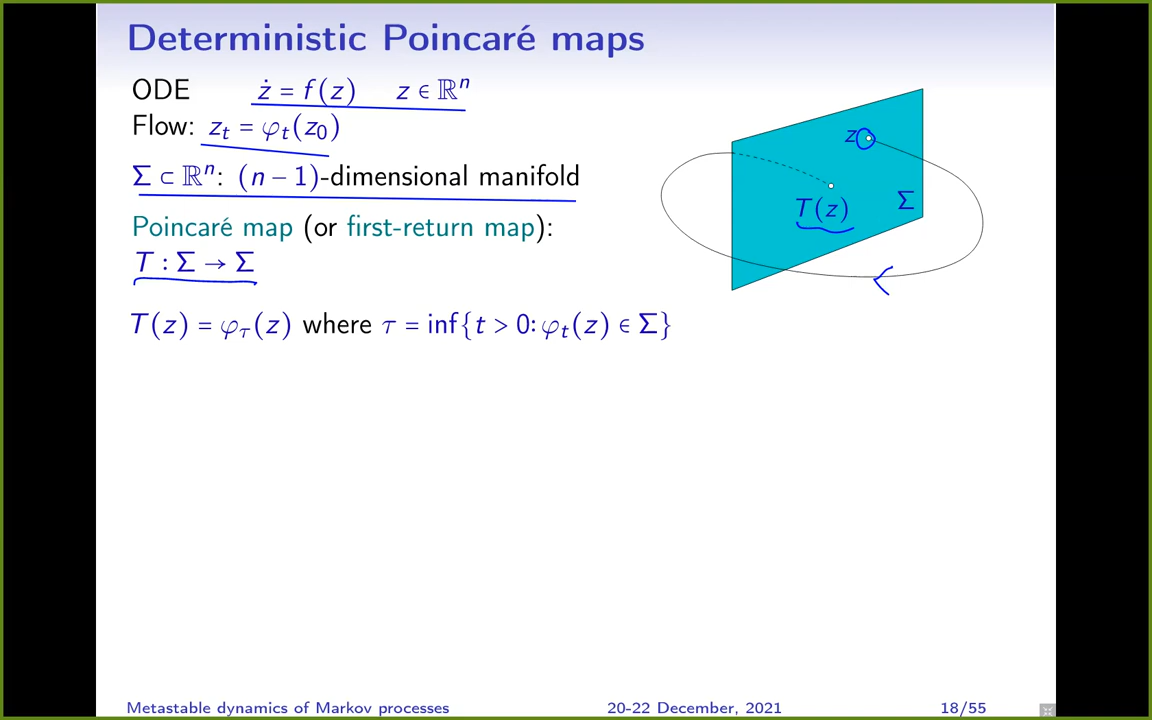 Deterministic Poincaré maps
ODE ż = f(z) z ∈ ℝⁿ
Flow: z_t = φ_t(z_0)
Σ ⊂ ℝⁿ: (n − 1)-dimensional manifold
Poincaré map (or first-return map):
T : Σ → Σ
T(z) = φ_τ(z) where τ = inf{t > 0: φ_t(z) ∈ Σ}
z
T(z)
Σ
Metastable dynamics of Markov processes 20-22 December, 2021 18/55